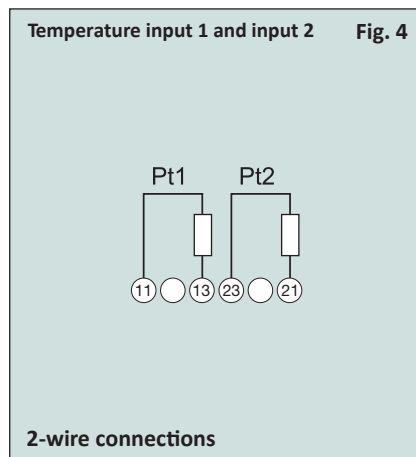 Temperature input 1 and input 2 Fig. 4
Pt1 Pt2
11 13 23 21
2-wire connections